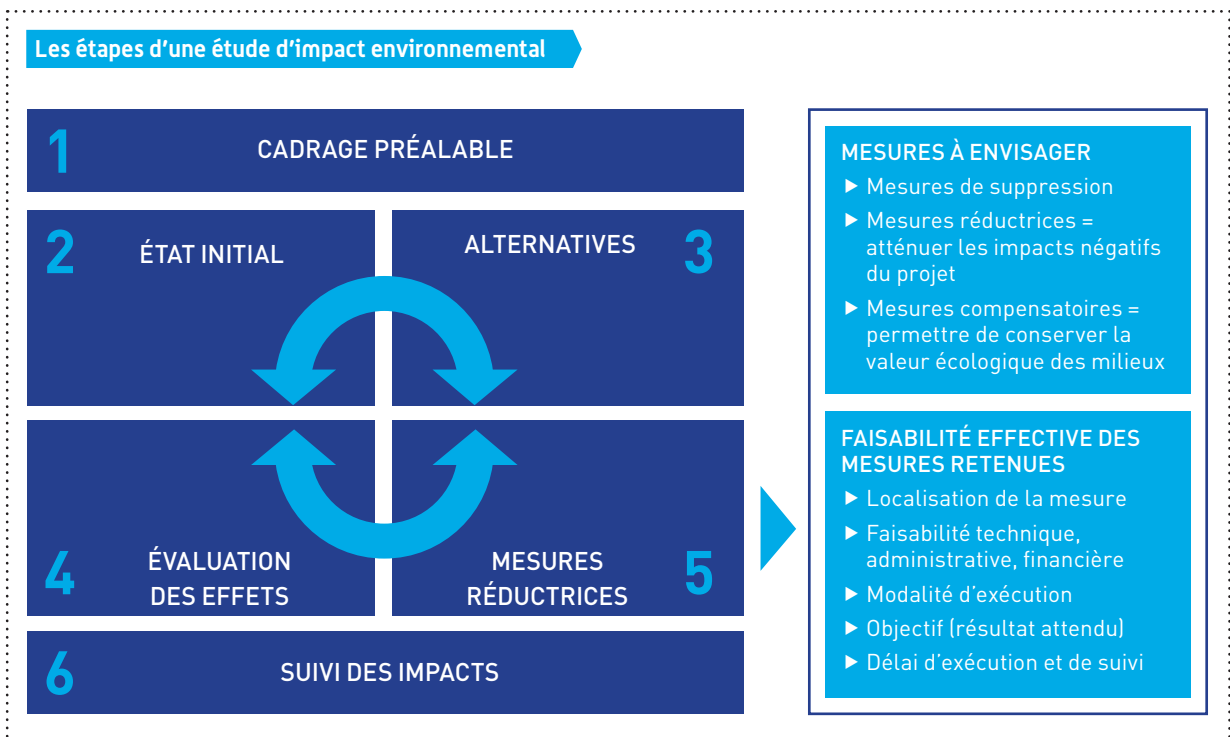 Les étapes d'une étude d'impact environnemental
1
CADRAGE PRÉALABLE
2
ÉTAT INITIAL
ALTERNATIVES
3
4
ÉVALUATION
DES EFFETS
MESURES
RÉDUCTRICES
5
6
SUIVI DES IMPACTS
MESURES À ENVISAGER
▶ Mesures de suppression
▶ Mesures réductrices =
atténuer les impacts négatifs
du projet
▶ Mesures compensatoires =
permettre de conserver la
valeur écologique des milieux
FAISABILITÉ EFFECTIVE DES
MESURES RETENUES
▶ Localisation de la mesure
▶ Faisabilité technique,
administrative, financière
▶ Modalité d'exécution
▶ Objectif (résultat attendu)
▶ Délai d'exécution et de suivi